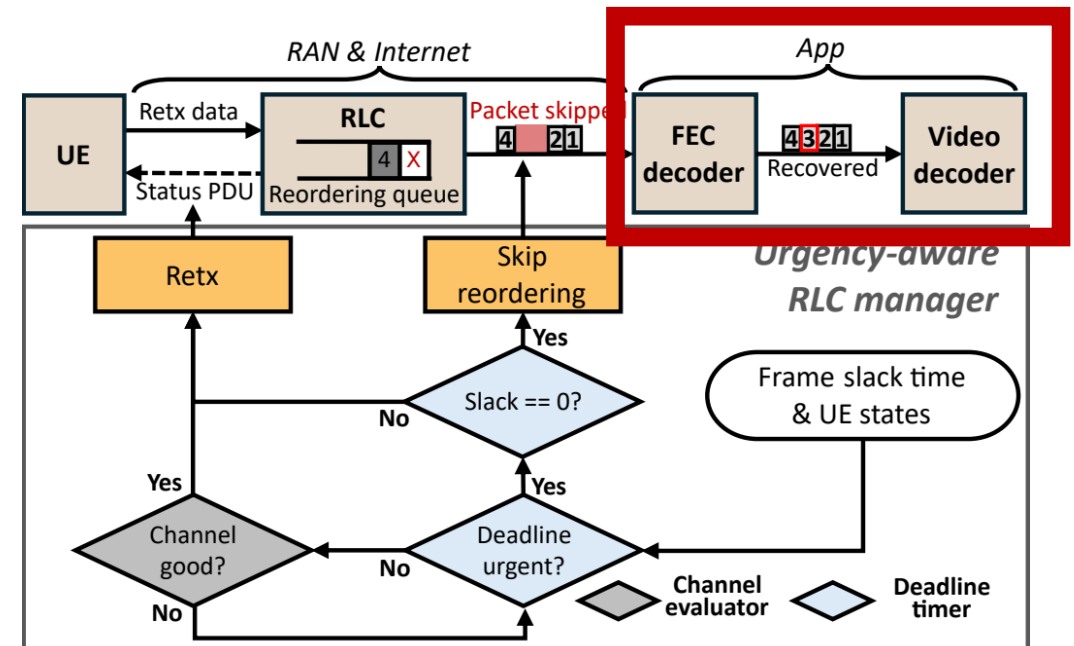 RAN & Internet
App
UE
Retx data
Status PDU
RLC
4 X
Reordering queue
Packet skippe
4 2 1
FEC
decoder
4 3 2 1
Recovered
Video
decoder
Urgency-aware
RLC manager
Retx
Skip
reordering
Yes
Slack == 0?
No
Frame slack time
& UE states
Yes
Yes
Channel
good?
No
Deadline
urgent?
No
Channel
evaluator
Deadline
timer